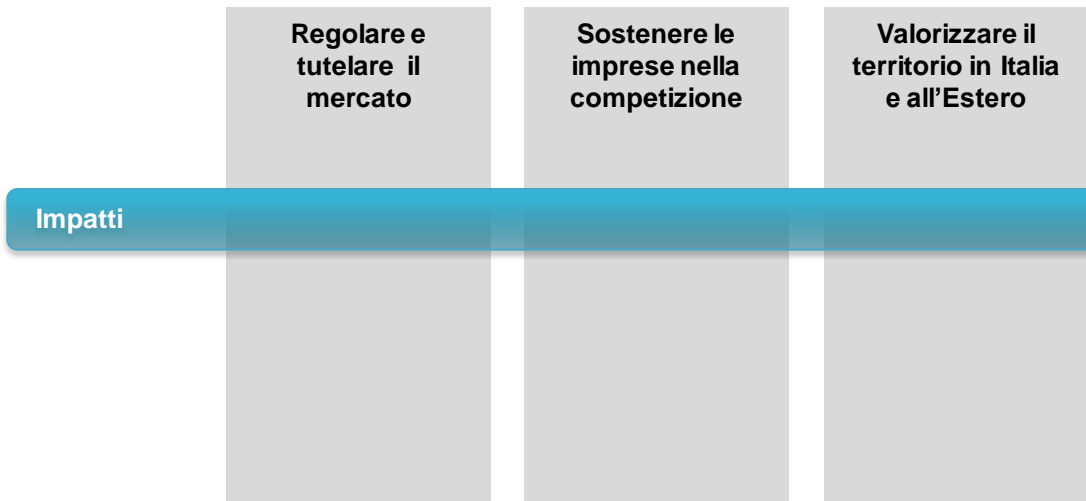 Regolare e
tutelare il
mercato
Sostenere le
imprese nella
competizione
Valorizzare il
territorio in Italia
e all’Estero
Impatti